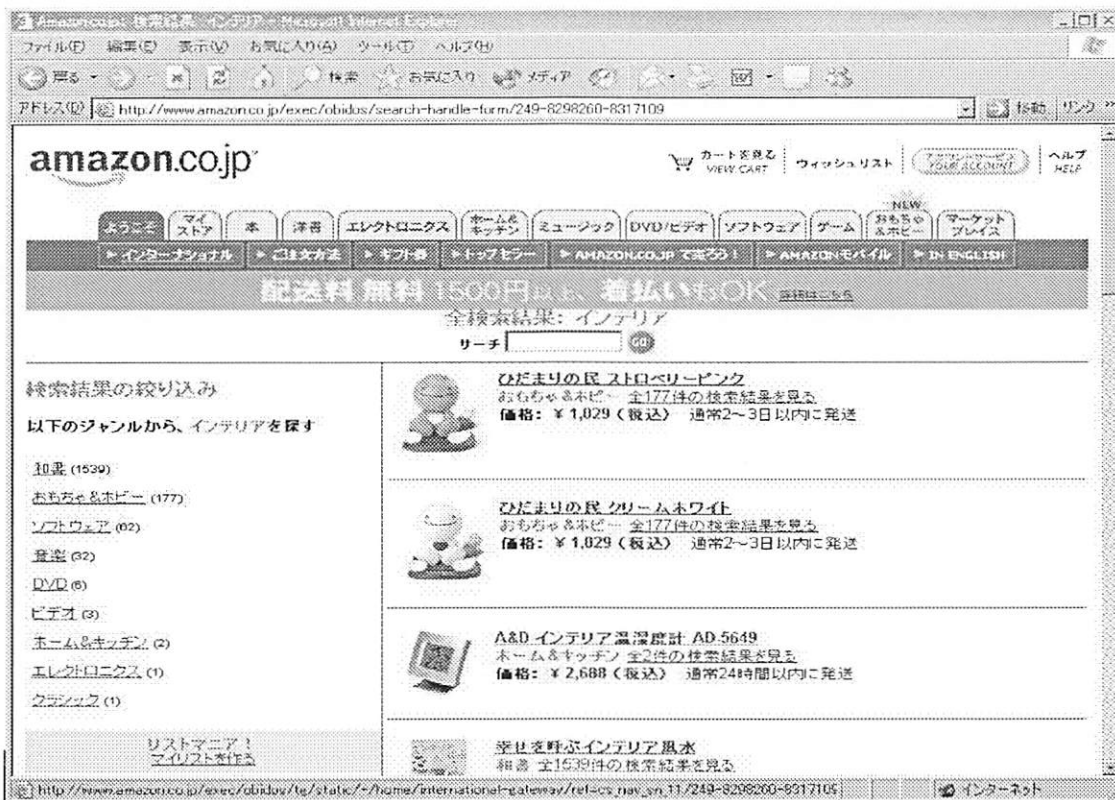 Amazon.co.jp: 検索結果 インテリア - Microsoft Internet Explorer
ファイル(F) 編集(E) 表示(V) お気に入り(A) ツール(T) ヘルプ(H)
戻る 検索 お気に入り メディア
アドレス(D) http://www.amazon.co.jp/exec/obidos/search-handle-form/249-8298260-8317109 移動 リンク »
amazon.co.jp
カートを見る VIEW CART ウィッシュリスト アカウントサービス YOUR ACCOUNT ヘルプ HELP
NEW
ようこそ マイストア 本 洋書 エレクトロニクス ホーム&キッチン ミュージック DVD/ビデオ ソフトウェア ゲーム おもちゃ&ホビー マーケットプレイス
インターナショナル ご注文方法 ギフト券 トップセラー AMAZON.CO.JP で売ろう! AMAZONモバイル IN ENGLISH
配送料 無料 1500円以上、着払いもOK 詳細はこちら
全検索結果: インテリア
サーチ GO!
検索結果の絞り込み
以下のジャンルから、インテリアを探す
和書 (1539)
おもちゃ&ホビー (177)
ソフトウェア (62)
音楽 (32)
DVD (6)
ビデオ (3)
ホーム&キッチン (2)
エレクトロニクス (1)
クラシック (1)
リストマニア!
マイリストを作る
ひだまりの民 ストロベリーピンク
おもちゃ&ホビー 全177件の検索結果を見る
価格: ¥ 1,029 (税込) 通常2~3日以内に発送
ひだまりの民 クリームホワイト
おもちゃ&ホビー 全177件の検索結果を見る
価格: ¥ 1,029 (税込) 通常2~3日以内に発送
A&D インテリア温湿度計 AD-5649
ホーム&キッチン 全2件の検索結果を見る
価格: ¥ 2,688 (税込) 通常24時間以内に発送
幸せを呼ぶインテリア風水
和書 全1539件の検索結果を見る
http://www.amazon.co.jp/exec/obidos/tg/static/-/home/international-gateway/ref=cs_nav_sn_11/249-8298260-8317109 インターネット